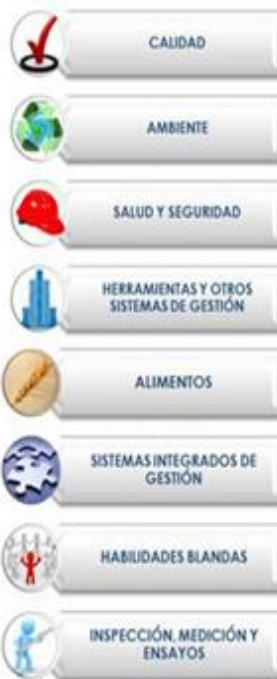 CALIDAD
AMBIENTE
SALUD Y SEGURIDAD
HERRAMIENTAS Y OTROS
SISTEMAS DE GESTIÓN
ALIMENTOS
SISTEMAS INTEGRADOS DE
GESTIÓN
HABILIDADES BLANDAS
INSPECCIÓN, MEDICIÓN Y
ENSAYOS